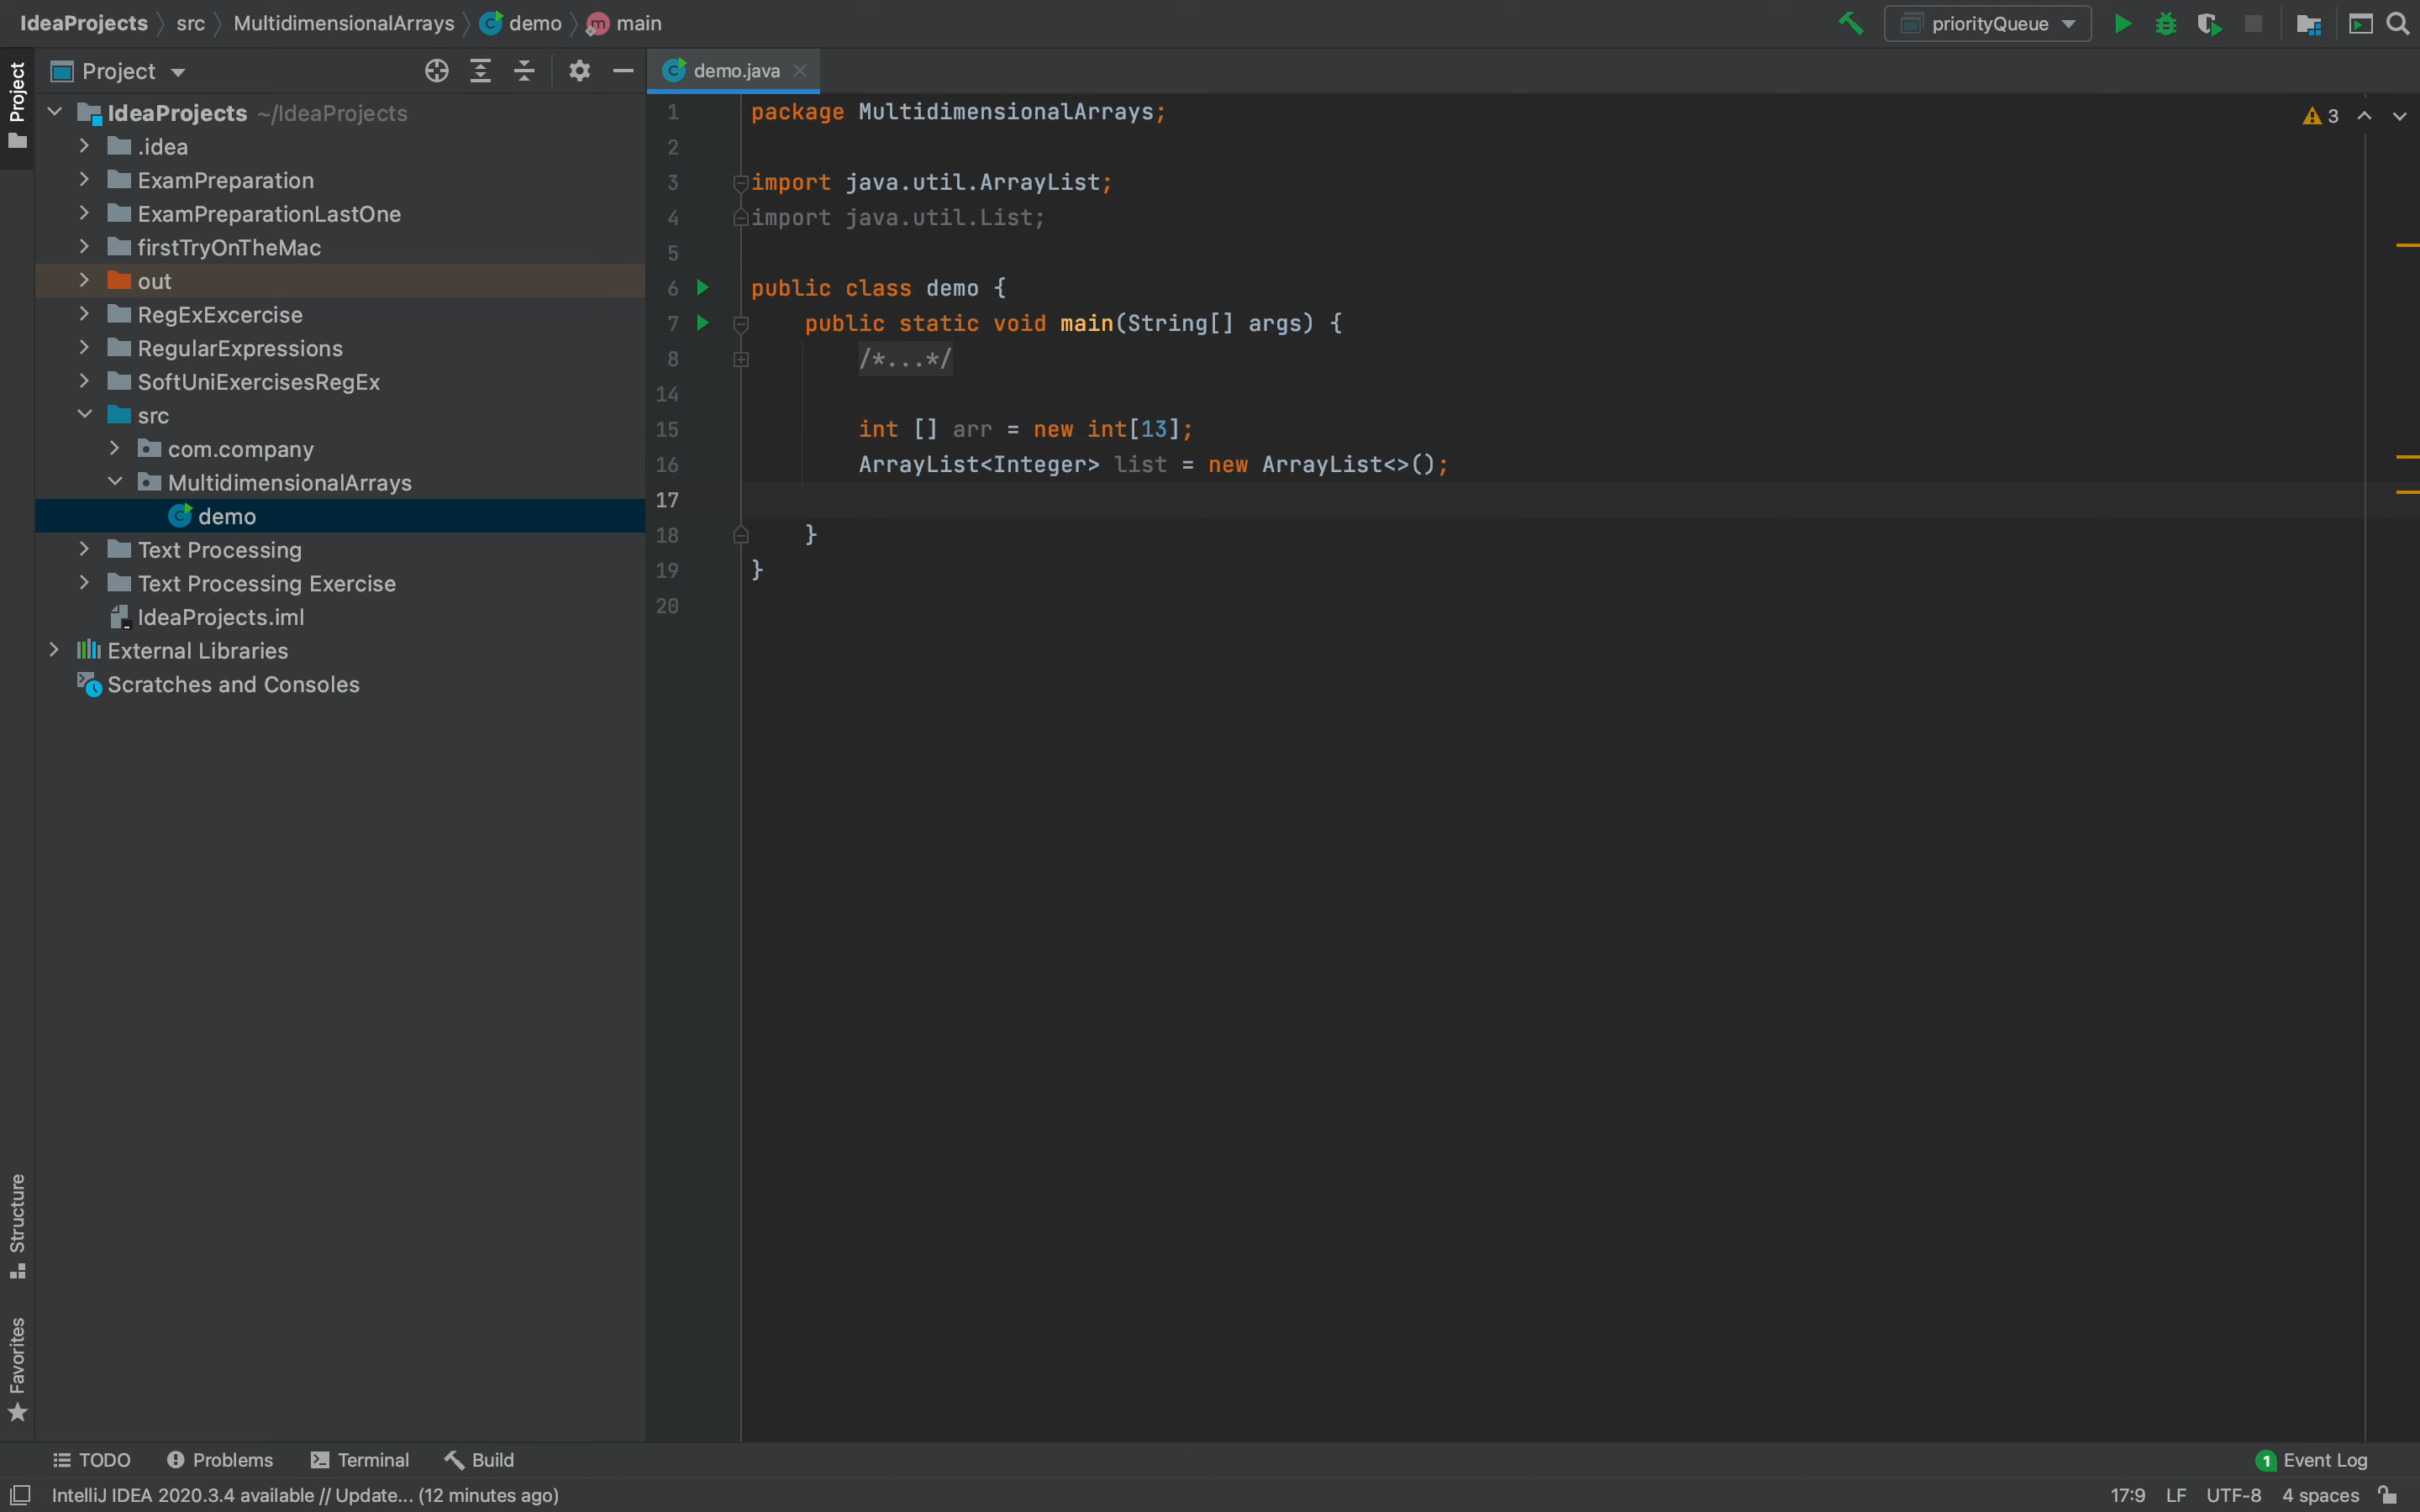 IdeaProjects src MultidimensionalArrays demo main
priorityQueue
Project
Project
demo.java
IdeaProjects ~/IdeaProjects
.idea
ExamPreparation
ExamPreparationLastOne
firstTryOnTheMac
out
RegExExcercise
RegularExpressions
SoftUniExercisesRegEx
src
com.company
MultidimensionalArrays
demo
Text Processing
Text Processing Exercise
IdeaProjects.iml
External Libraries
Scratches and Consoles
Structure
Favorites
1 package MultidimensionalArrays;
2
3 import java.util.ArrayList;
4 import java.util.List;
5
6 public class demo {
7 public static void main(String[] args) {
8 /*...*/
14
15 int [] arr = new int[13];
16 ArrayList<Integer> list = new ArrayList<>();
17
18 }
19 }
20
3
TODO Problems Terminal Build
1 Event Log
IntelliJ IDEA 2020.3.4 available // Update... (12 minutes ago)
17:9 LF UTF-8 4 spaces